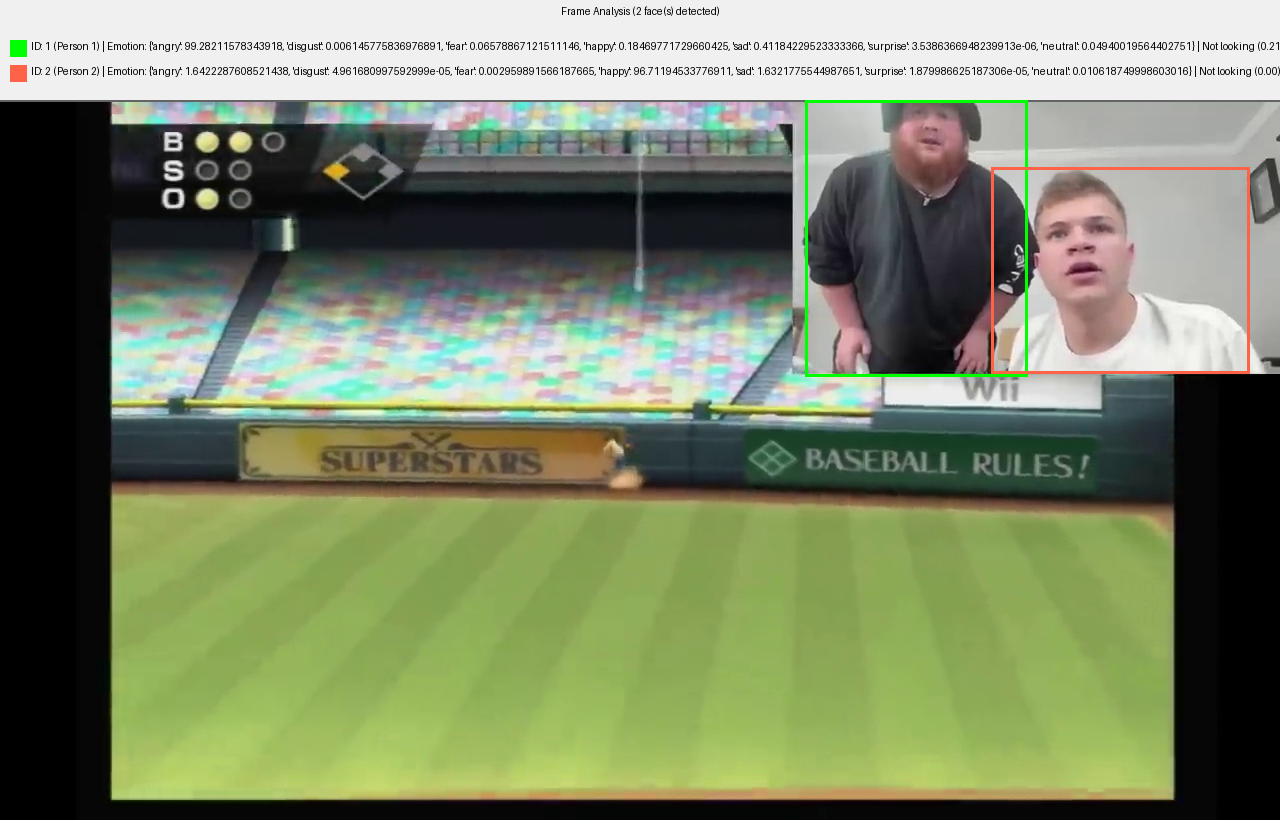 Frame Analysis (2 face(s) detected)
ID: 1 (Person 1) | Emotion: {'angry': 99.28211578343918, 'disgust': 0.006145775836976891, 'fear': 0.06578867121511146, 'happy': 0.18469771729660425, 'sad': 0.41184229523333366, 'surprise': 3.5386366948239913e-06, 'neutral': 0.04940019564402751} | Not looking (0.21
ID: 2 (Person 2) | Emotion: {'angry': 1.6422287608521438, 'disgust': 4.961680997592999e-05, 'fear': 0.002959891566187665, 'happy': 96.71194533776911, 'sad': 1.6321775544987651, 'surprise': 1.879986625187306e-05, 'neutral': 0.010618749998603016} | Not looking (0.00)
B
S
O
Wii
SUPERSTARS
BASEBALL RULES!